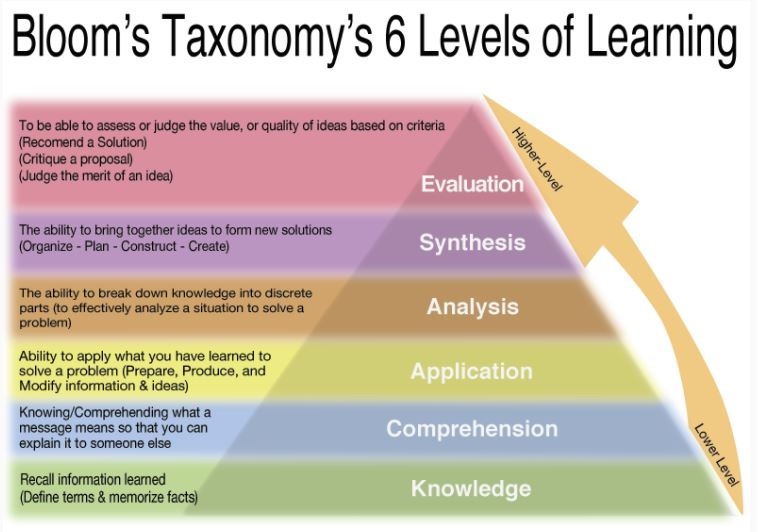 Bloom's Taxonomy's 6 Levels of Learning
To be able to assess or judge the value, or quality of ideas based on criteria
(Recomend a Solution)
(Critique a proposal)
(Judge the merit of an idea)
Evaluation
Higher-Level
The ability to bring together ideas to form new solutions
(Organize - Plan - Construct - Create)
Synthesis
The ability to break down knowledge into discrete
parts (to effectively analyze a situation to solve a
problem)
Analysis
Ability to apply what you have learned to
solve a problem (Prepare, Produce, and
Modify information & ideas)
Application
Knowing/Comprehending what a
message means so that you can
explain it to someone else
Comprehension
Lower Level
Recall information learned
(Define terms & memorize facts)
Knowledge